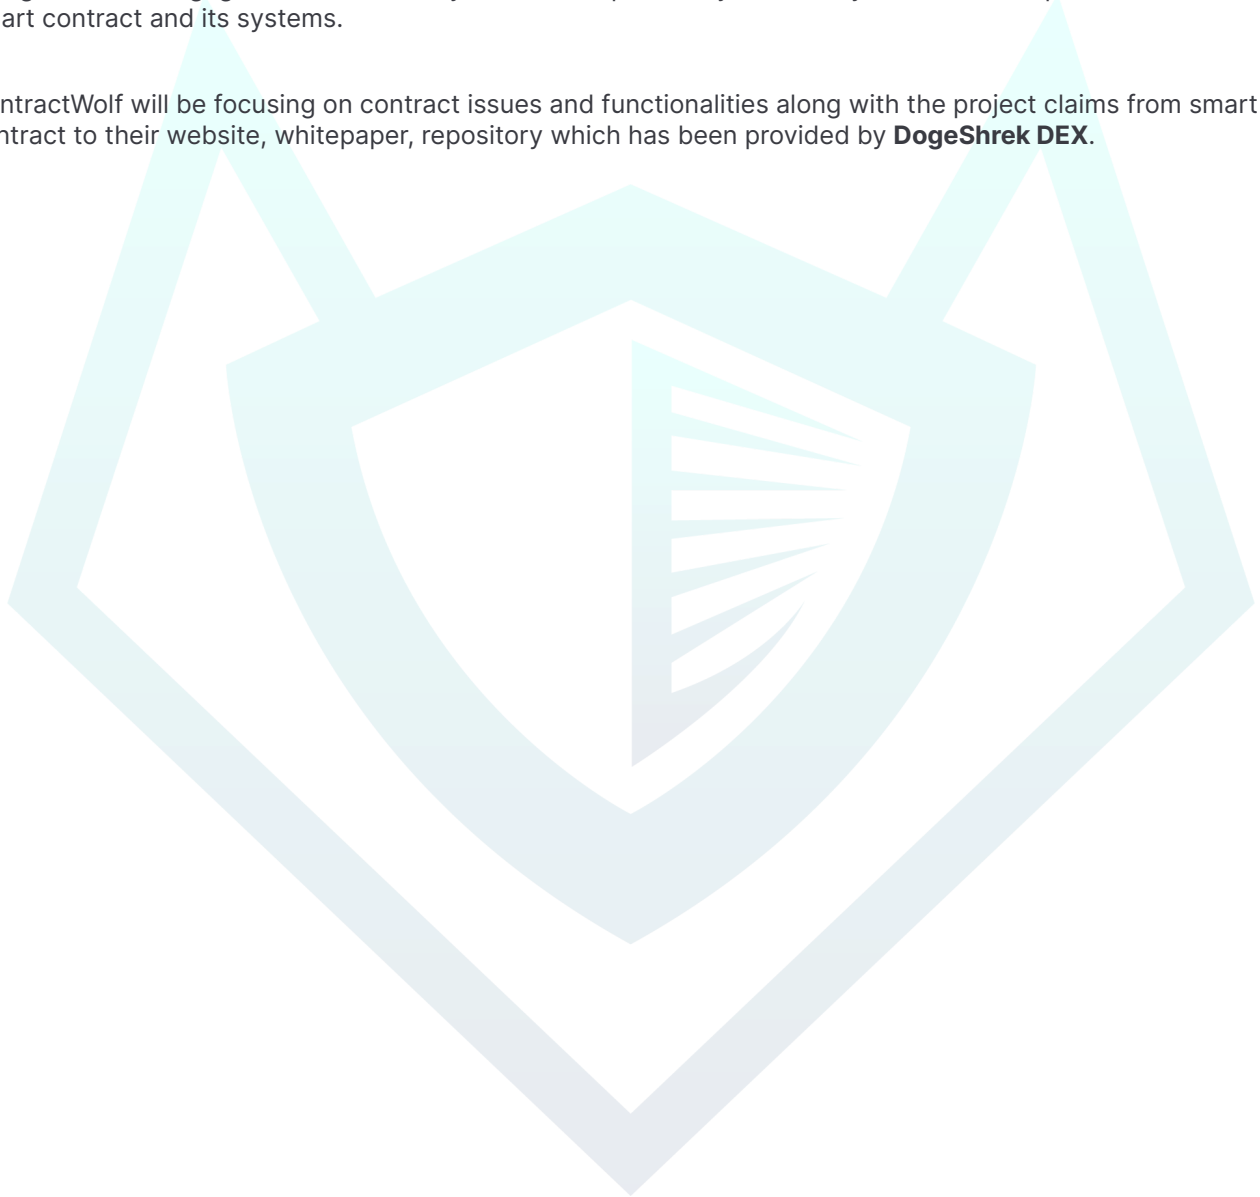 art contract and its systems.
ntractWolf will be focusing on contract issues and functionalities along with the project claims from smart
ntract to their website, whitepaper, repository which has been provided by DogeShrek DEX.